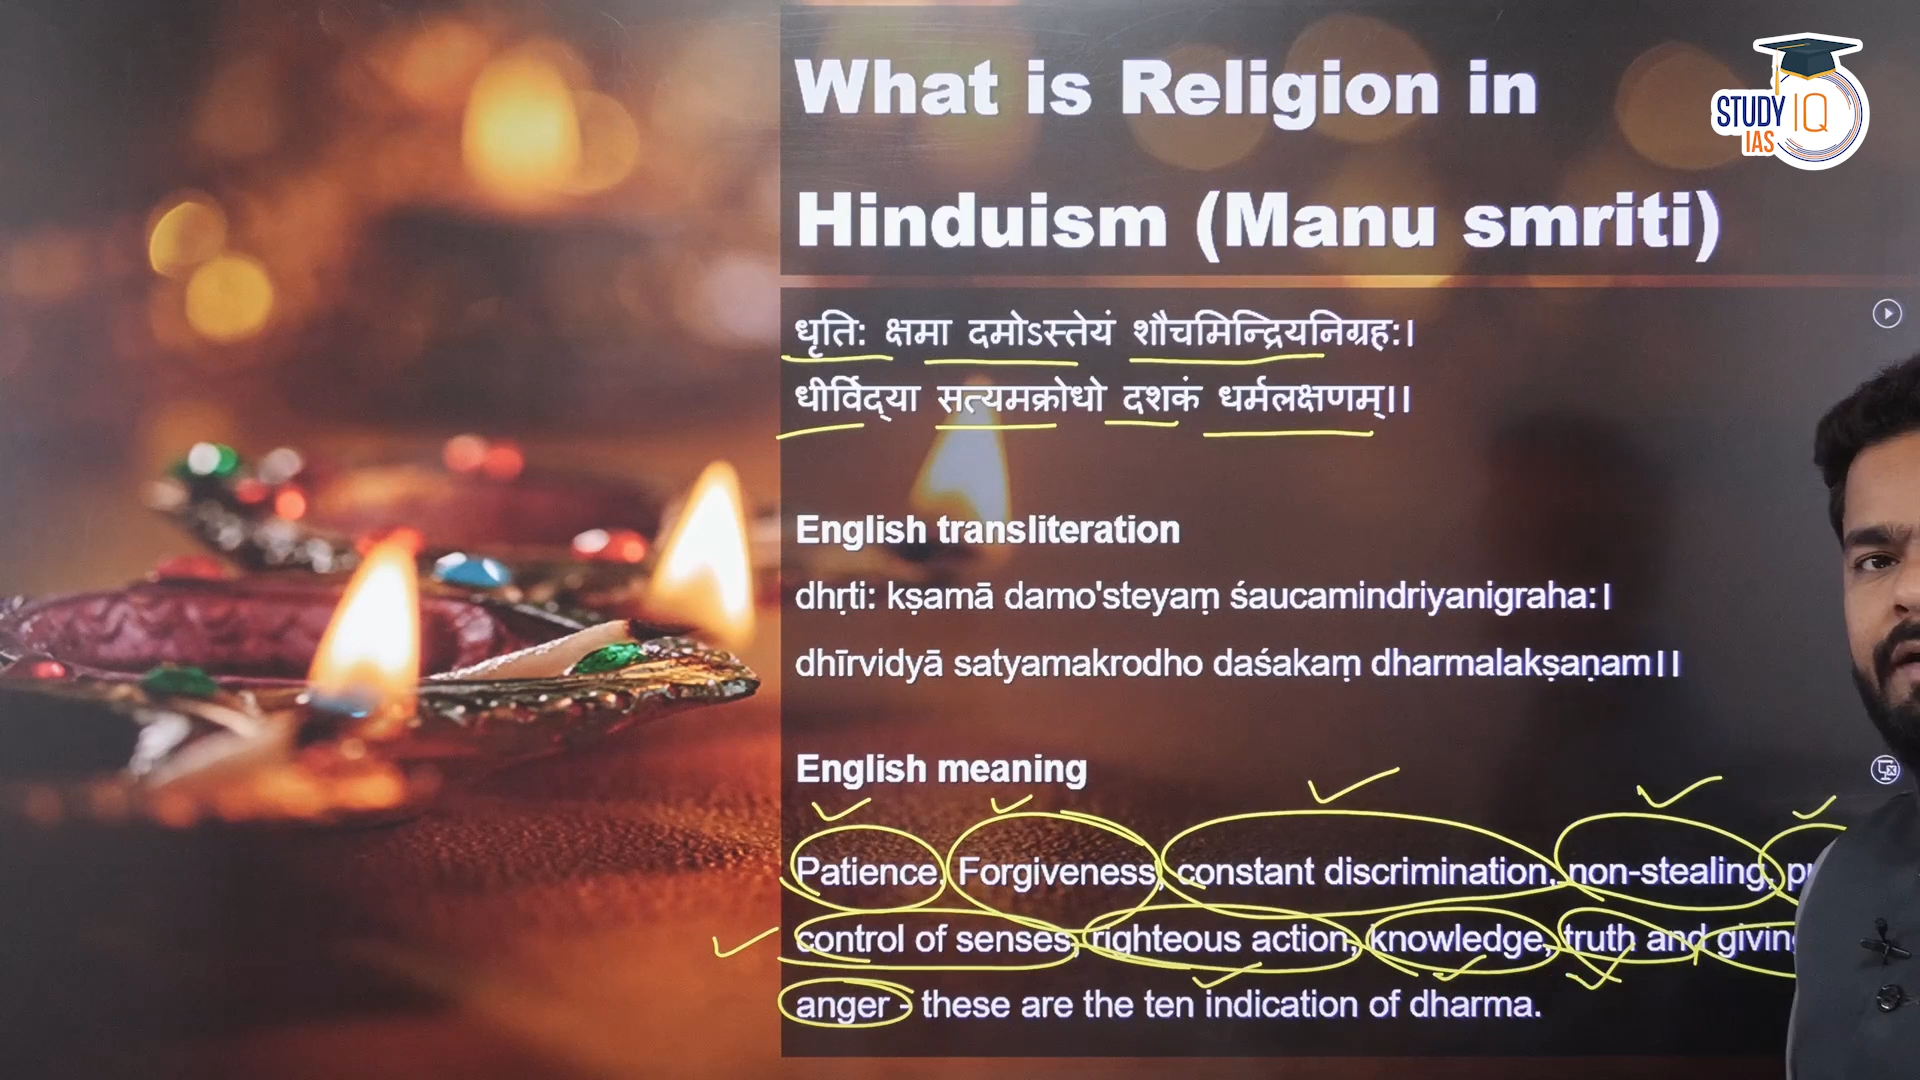 What is Religion in
Hinduism (Manu smriti)
STUDY IQ
IAS
धृति: क्षमा दमोऽस्तेयं शौचमिन्द्रियनिग्रह:।
धीर्विद्या सत्यमक्रोधो दशकं धर्मलक्षणम्।।
English transliteration
dhṛti: kṣamā damo'steyaṃ śaucamindriyanigraha:।
dhīrvidyā satyamakrodho daśakaṃ dharmalakṣaṇam।।
English meaning
Patience, Forgiveness, constant discrimination, non-stealing,
control of senses, righteous action, knowledge, truth and
anger - these are the ten indication of dharma.